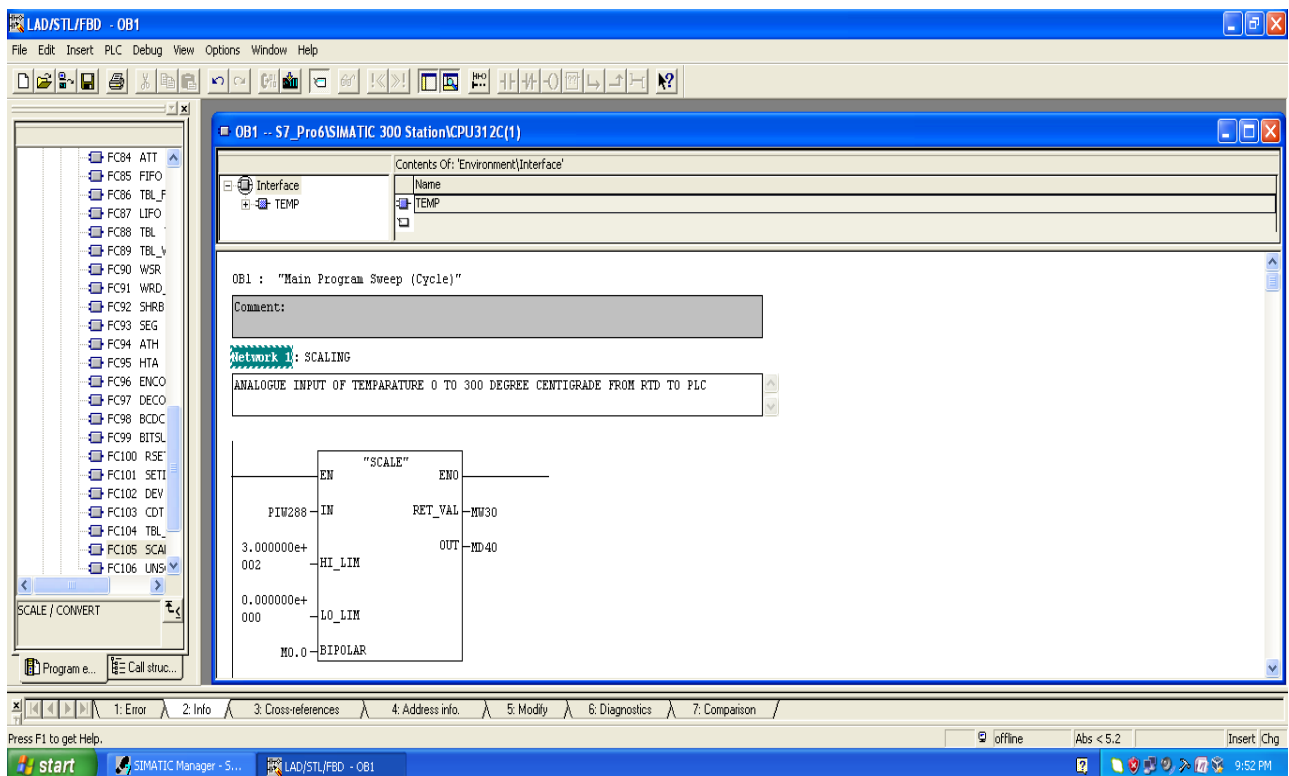 LAD/STL/FBD - OB1
File Edit Insert PLC Debug View Options Window Help
OB1 -- S7_Pro6\SIMATIC 300 Station\CPU312C(1)
Contents Of: 'Environment\Interface'
Interface
TEMP
Name
TEMP
FC84 ATT
FC85 FIFO
FC86 TBL_F
FC87 LIFO
FC88 TBL
FC89 TBL_W
FC90 WSR
FC91 WRD_
FC92 SHRB
FC93 SEG
FC94 ATH
FC95 HTA
FC96 ENCO
FC97 DECO
FC98 BCDC
FC99 BITSU
FC100 RSET
FC101 SETI
FC102 DEV
FC103 CDT
FC104 TBL_
FC105 SCAL
FC106 UNS
SCALE / CONVERT
Program e... Call struc...
OB1 : "Main Program Sweep (Cycle)"
Comment:
Network 1: SCALING
ANALOGUE INPUT OF TEMPARATURE 0 TO 300 DEGREE CENTIGRADE FROM RTD TO PLC
"SCALE"
EN ENO
PIW288 IN RET_VAL MW30
3.000000e+ OUT MD40
002 HI_LIM
0.000000e+
000 LO_LIM
M0.0 BIPOLAR
1: Error 2: Info 3: Cross-references 4: Address info. 5: Modify 6: Diagnostics 7: Comparison
Press F1 to get Help. offline Abs < 5.2 Insert Chg
start SIMATIC Manager - S... LAD/STL/FBD - OB1 9:52 PM